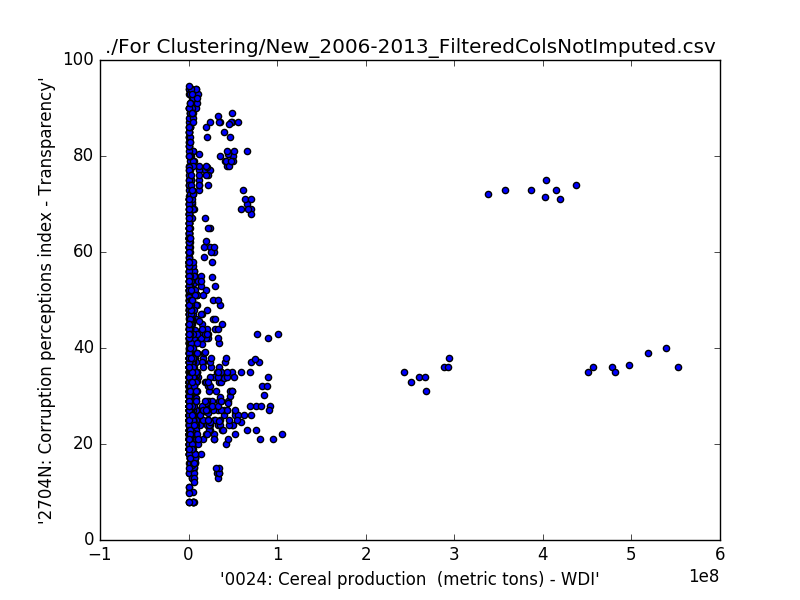 ./For Clustering/New_2006-2013_FilteredColsNotImputed.csv
'2704N: Corruption perceptions index - Transparency'
100
80
60
40
20
0
−1 0 1 2 3 4 5 6
1e8
'0024: Cereal production  (metric tons) - WDI'